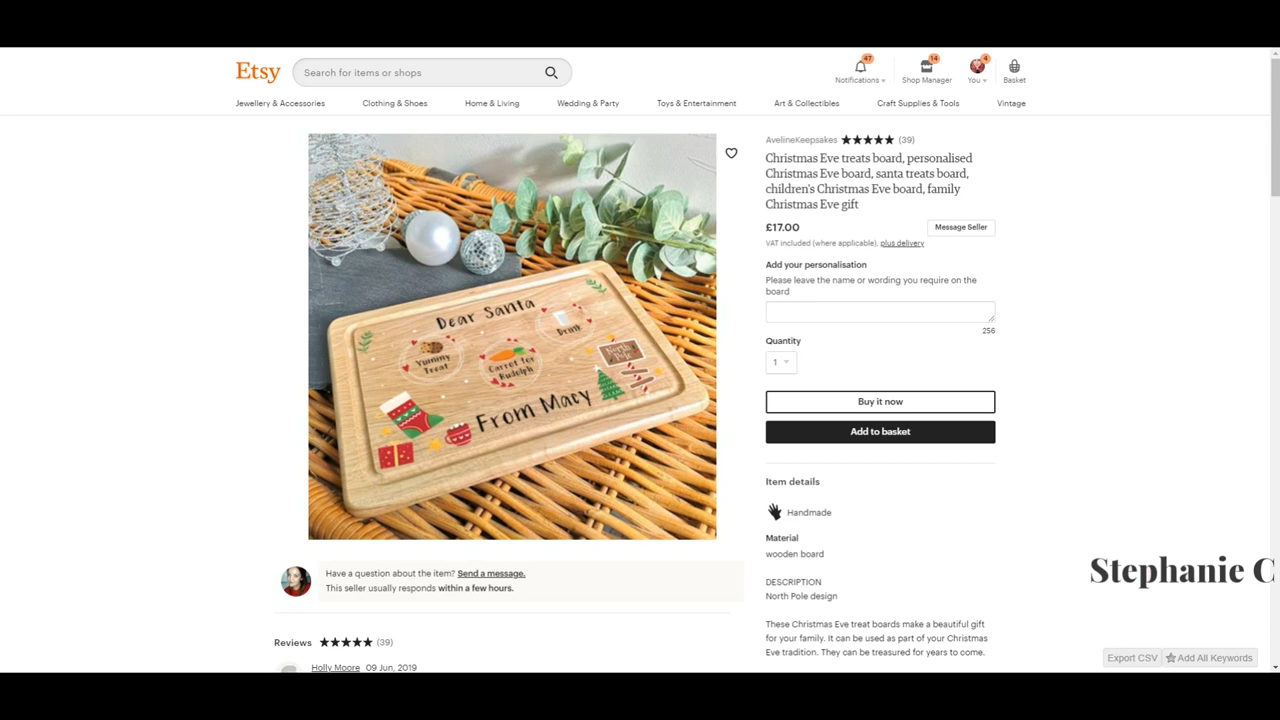 Etsy
Search for items or shops
47
14
4
Notifications
Shop Manager
You
Basket
Jewellery & Accessories
Clothing & Shoes
Home & Living
Wedding & Party
Toys & Entertainment
Art & Collectibles
Craft Supplies & Tools
Vintage
Dear Santa
Yummy
Treat
Carrot for
Rudolph
Drink
North
Pole
From Macy
AvelineKeepsakes (39)
Christmas Eve treats board, personalised
Christmas Eve board, santa treats board,
children's Christmas Eve board, family
Christmas Eve gift
£17.00
Message Seller
VAT included (where applicable), plus delivery
Add your personalisation
Please leave the name or wording you require on the
board
256
Quantity
1
Buy it now
Add to basket
Item details
Handmade
Material
wooden board
DESCRIPTION
North Pole design
These Christmas Eve treat boards make a beautiful gift
for your family. It can be used as part of your Christmas
Eve tradition. They can be treasured for years to come.
Have a question about the item? Send a message.
This seller usually responds within a few hours.
Reviews (39)
Holly Moore 09 Jun, 2019
Stephanie C
Export CSV
Add All Keywords